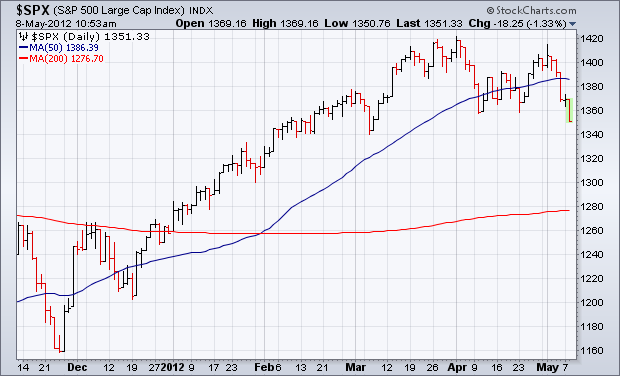 $SPX (S&P 500 Large Cap Index) INDX
© StockCharts.com
8-May-2012 10:53am
Open 1369.16 High 1369.16 Low 1350.76 Last 1351.33 Chg -18.25 (-1.33%)
$SPX (Daily) 1351.33
MA(50) 1386.39
MA(200) 1276.70
1420
1400
1380
1360
1340
1320
1300
1280
1260
1240
1220
1200
1180
1160
14 21 Dec 12 19 27 2012 9 17 23 Feb 6 13 21 Mar 12 19 26 Apr 9 16 23 May 7